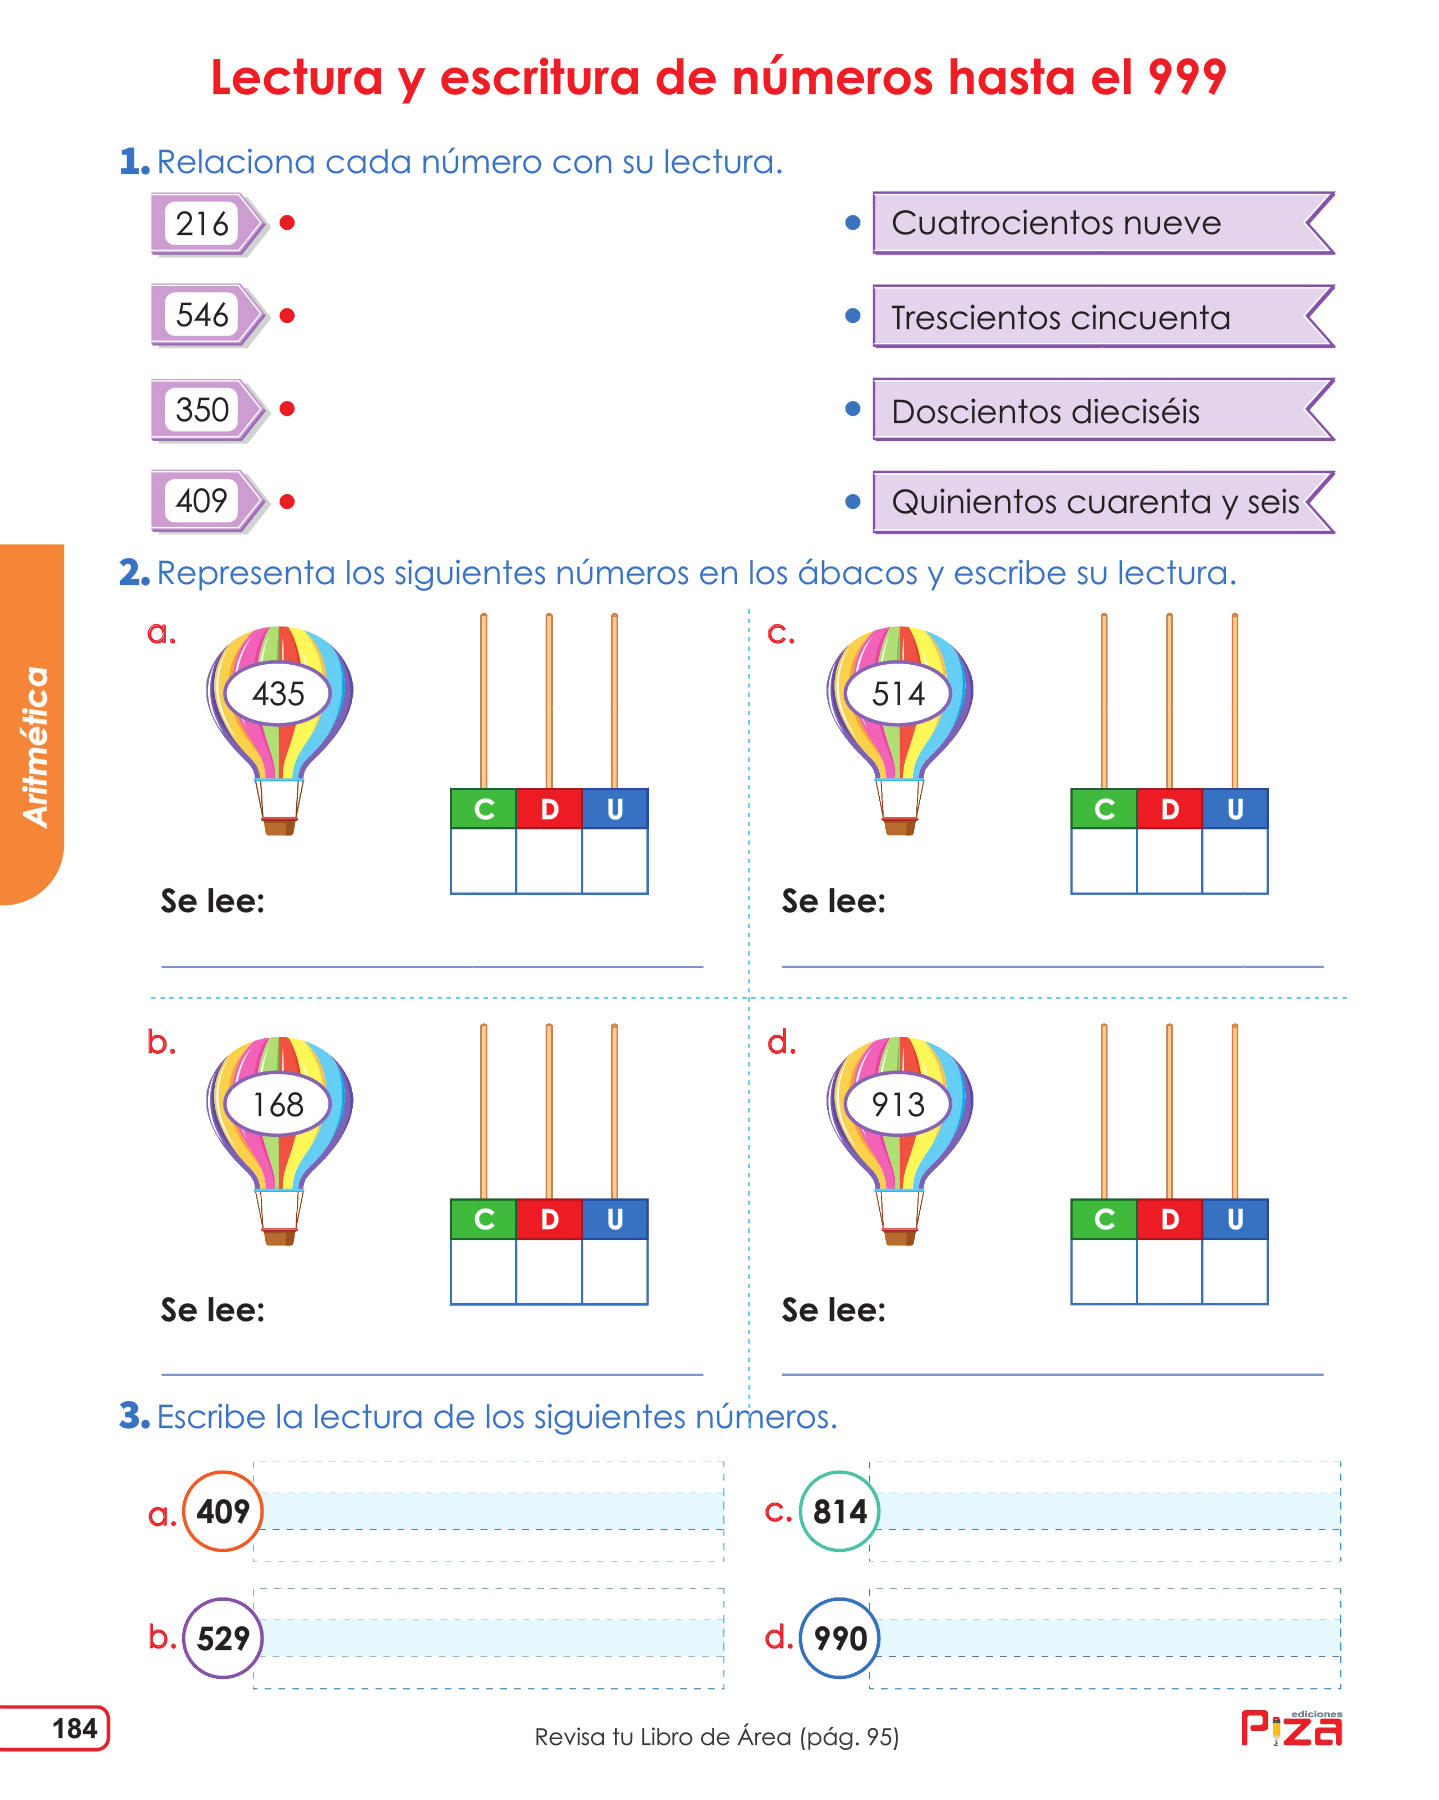 Lectura y escritura de números hasta el 999
1. Relaciona cada número con su lectura.
216
Cuatrocientos nueve
546
Trescientos cincuenta
350
Doscientos dieciséis
409
Quinientos cuarenta y seis
2. Representa los siguientes números en los ábacos y escribe su lectura.
Aritmética
a.
435
C D U
Se lee:
c.
514
C D U
Se lee:
b.
168
C D U
Se lee:
d.
913
C D U
Se lee:
3. Escribe la lectura de los siguientes números.
a. 409
c. 814
b. 529
d. 990
184
Revisa tu Libro de Área (pág. 95)
ediciones
Piza